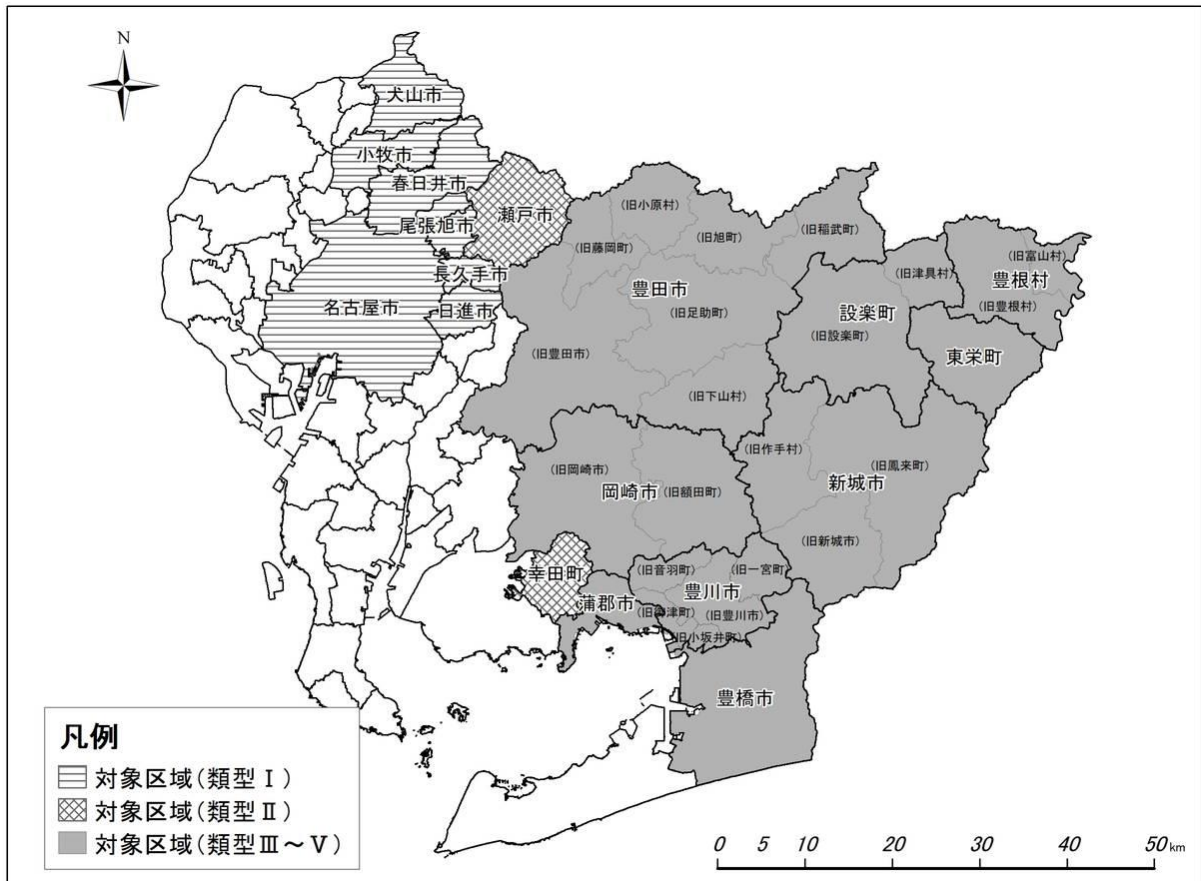 N
犬山市
小牧市
春日井市
尾張旭市
瀬戸市
長久手市
名古屋市
日進市
(旧小原村)
(旧藤岡町)
(旧旭町)
(旧稲武町)
豊田市
(旧足助町)
(旧豊田市)
(旧下山村)
(旧津具村)
設楽町
(旧設楽町)
(旧富山村)
豊根村
(旧豊根村)
東栄町
(旧作手村)
(旧鳳来町)
新城市
(旧新城市)
(旧岡崎市)
岡崎市
(旧額田町)
幸田町
蒲郡市
(旧音羽町)
(旧一宮町)
豊川市
(旧御津町)
(旧豊川市)
(旧小坂井町)
豊橋市
凡例
対象区域(類型Ⅰ)
対象区域(類型Ⅱ)
対象区域(類型Ⅲ~Ⅴ)
0 5 10 20 30 40 50 km